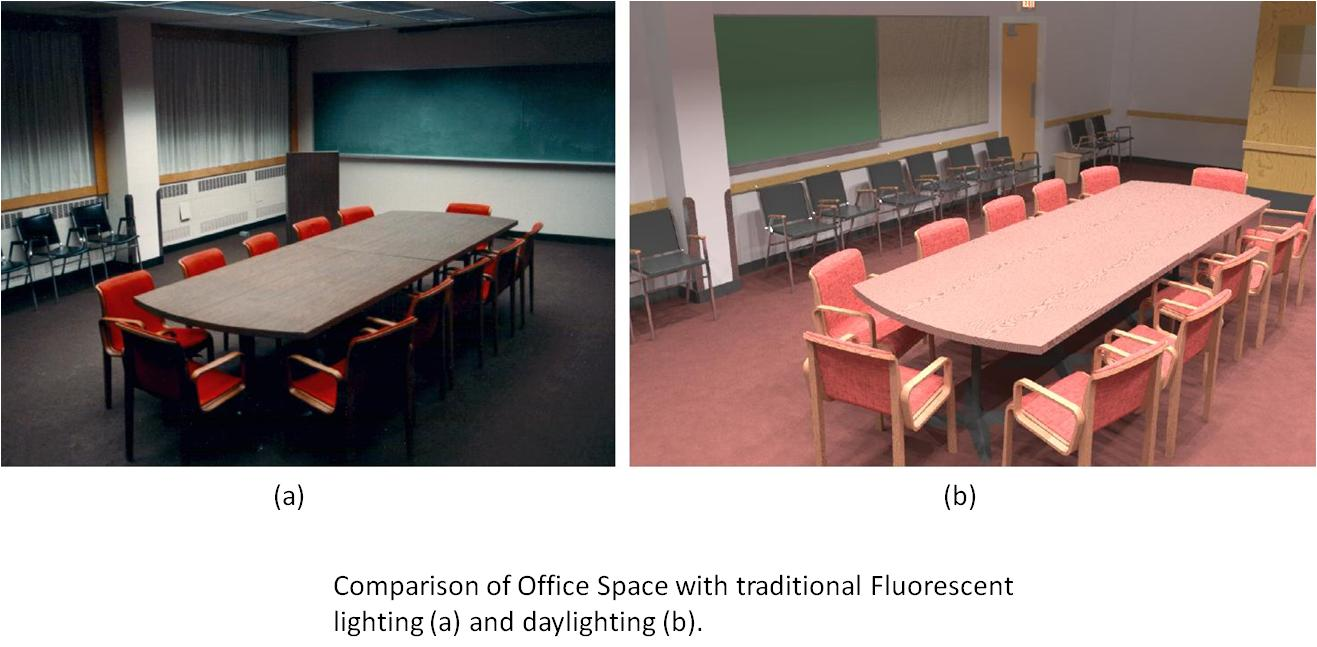 (a)
(b)
Comparison of Office Space with traditional Fluorescent
lighting (a) and daylighting (b).